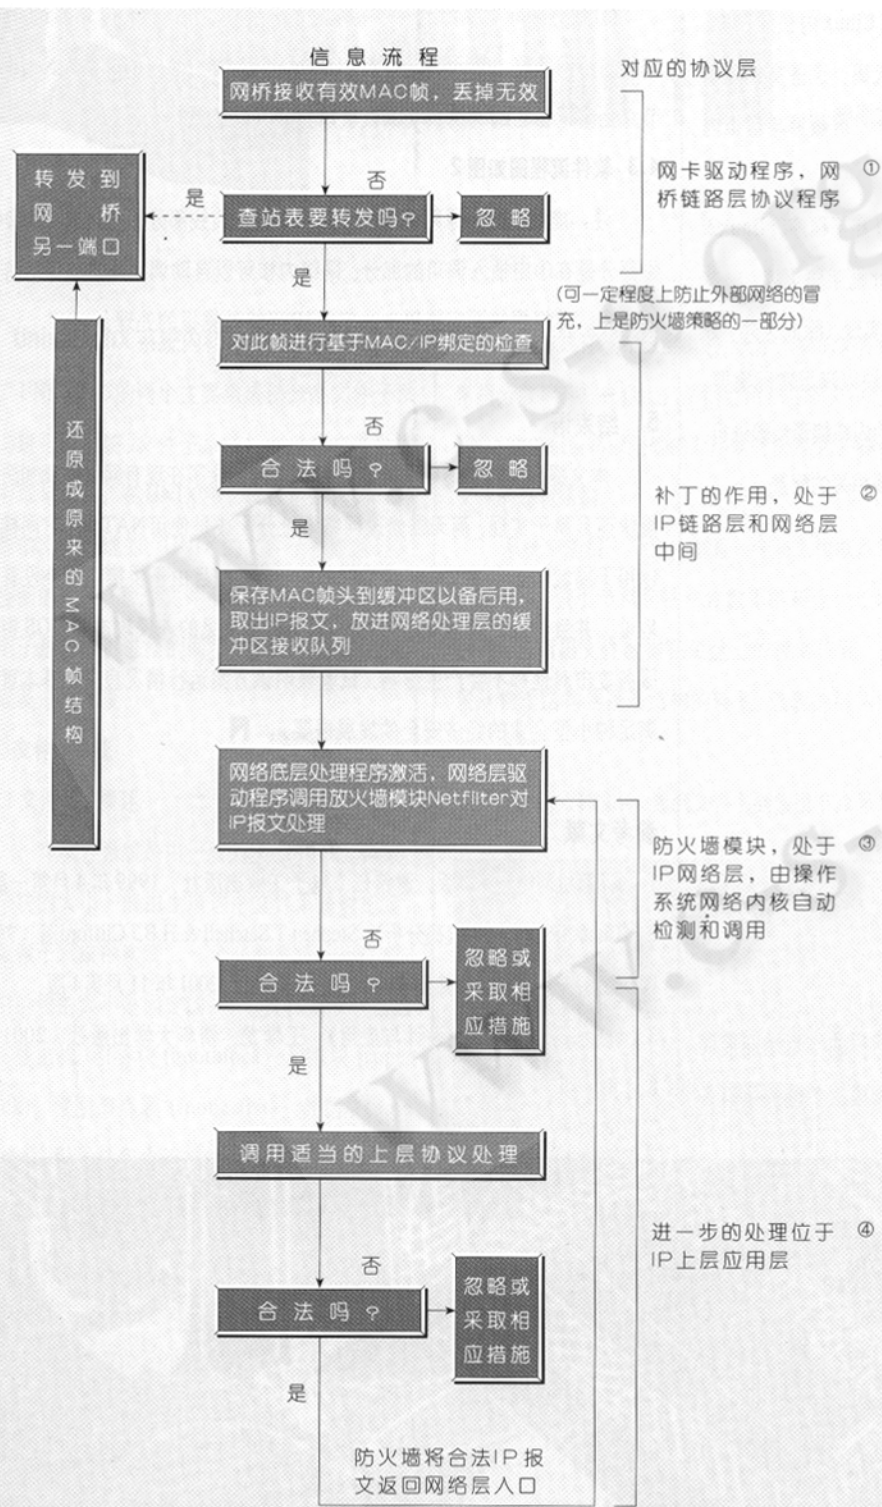 信息流程
对应的协议层
网桥接收有效MAC帧，丢掉无效
转发到
网桥
另一端口
是
否
查站表要转发吗？
忽略
网卡驱动程序，网
桥链路层协议程序
①
是
(可一定程度上防止外部网络的冒
充，上是防火墙策略的一部分)
对此帧进行基于MAC/IP绑定的检查
还原成原来的MAC帧结构
否
合法吗？
忽略
是
补丁的作用，处于
IP链路层和网络层
中间
②
保存MAC帧头到缓冲区以备后用，
取出IP报文，放进网络处理层的缓
冲区接收队列
网络底层处理程序激活，网络层驱
动程序调用放火墙模块Netfilter对
IP报文处理
防火墙模块，处于
IP网络层，由操作
系统网络内核自动
检测和调用
③
否
合法吗？
忽略或
采取相
应措施
是
调用适当的上层协议处理
进一步的处理位于
IP上层应用层
④
否
合法吗？
忽略或
采取相
应措施
是
防火墙将合法IP报
文返回网络层入口
www.c-s-a.org
www.c-s-